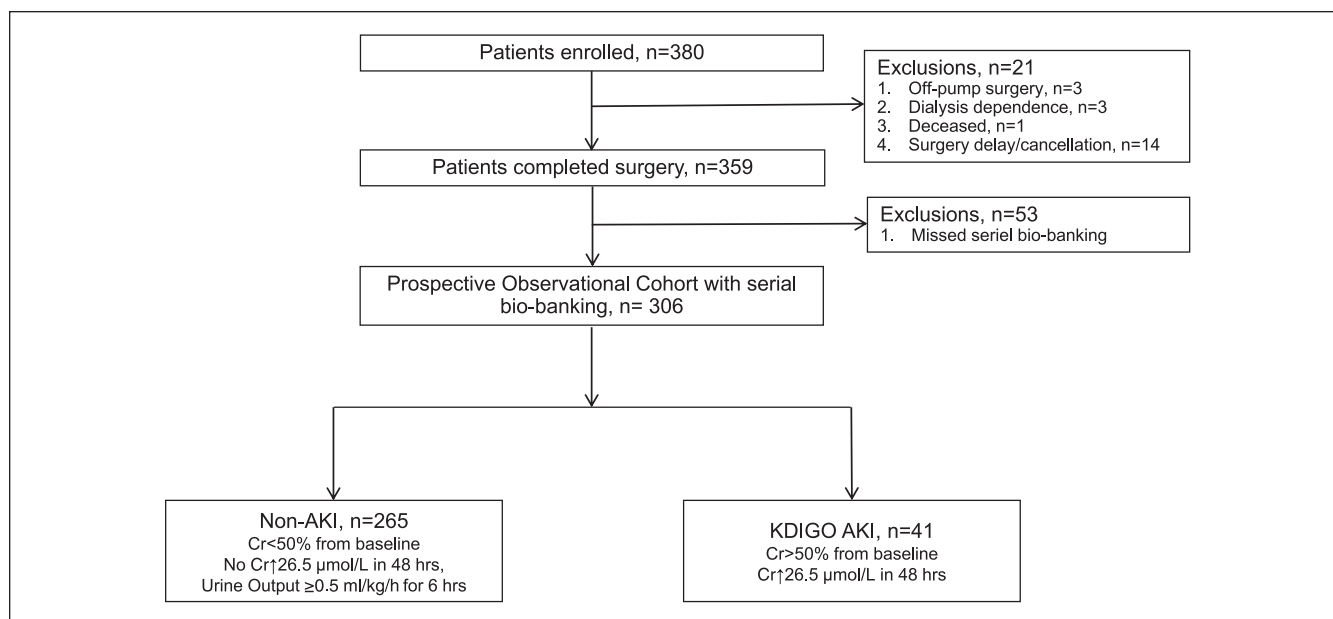 Patients enrolled, n=380
Exclusions, n=21
1. Off-pump surgery, n=3
2. Dialysis dependence, n=3
3. Deceased, n=1
4. Surgery delay/cancellation, n=14
Patients completed surgery, n=359
Exclusions, n=53
1. Missed seriel bio-banking
Prospective Observational Cohort with serial
bio-banking, n= 306
Non-AKI, n=265
Cr<50% from baseline
No Cr↑26.5 μmol/L in 48 hrs,
Urine Output ≥0.5 ml/kg/h for 6 hrs
KDIGO AKI, n=41
Cr>50% from baseline
Cr↑26.5 μmol/L in 48 hrs